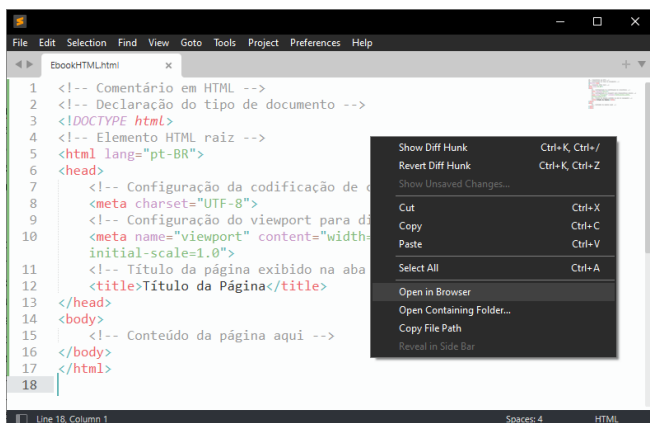 File Edit Selection Find View Goto Tools Project Preferences Help
EbookHTML.html ×
1 <!-- Comentário em HTML -->
2 <!-- Declaração do tipo de documento -->
3 <!DOCTYPE html>
4 <!-- Elemento HTML raiz -->
5 <html lang="pt-BR">
6 <head>
7 <!-- Configuração da codificação de
8 <meta charset="UTF-8">
9 <!-- Configuração do viewport para
10 <meta name="viewport" content="width=
initial-scale=1.0">
11 <!-- Título da página exibido na aba
12 <title>Título da Página</title>
13 </head>
14 <body>
15 <!-- Conteúdo da página aqui -->
16 </body>
17 </html>
18
Show Diff Hunk Ctrl+K, Ctrl+/
Revert Diff Hunk Ctrl+K, Ctrl+Z
Show Unsaved Changes...
Cut Ctrl+X
Copy Ctrl+C
Paste Ctrl+V
Select All Ctrl+A
Open in Browser
Open Containing Folder...
Copy File Path
Reveal in Side Bar
Line 18, Column 1 Spaces: 4 HTML